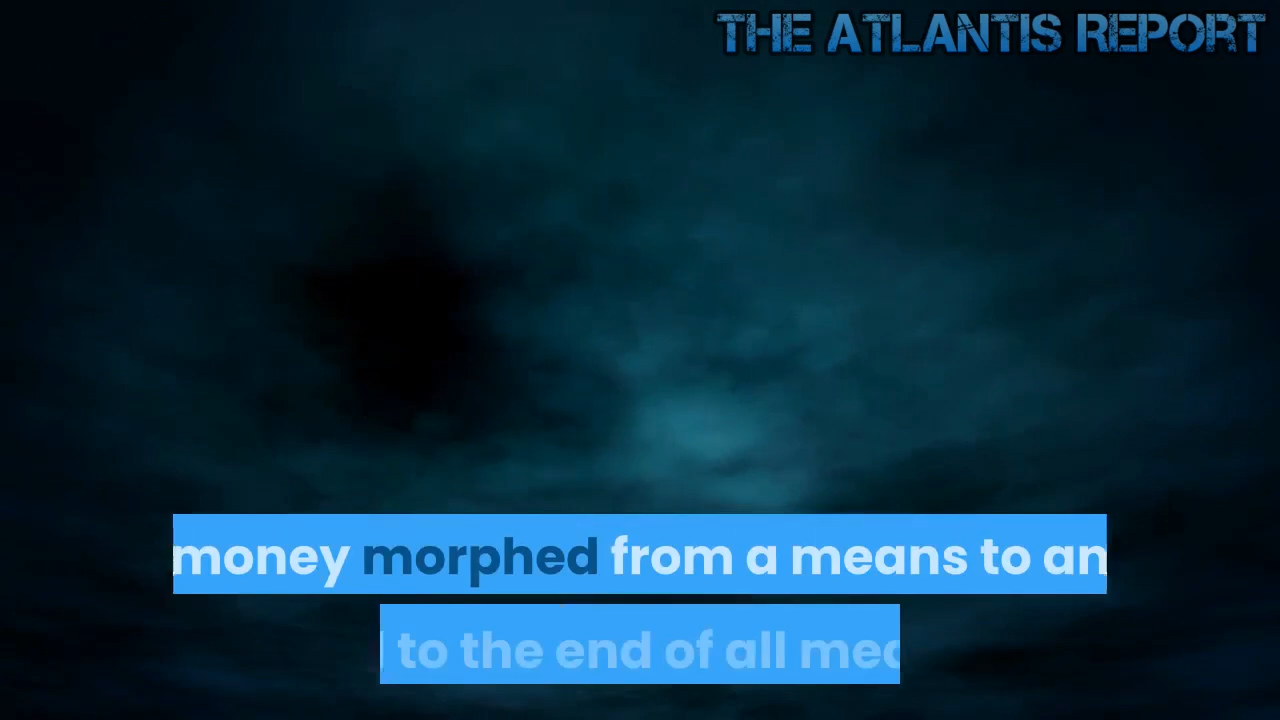 THE ATLANTIS REPORT
money morphed from a means to an
to the end of all